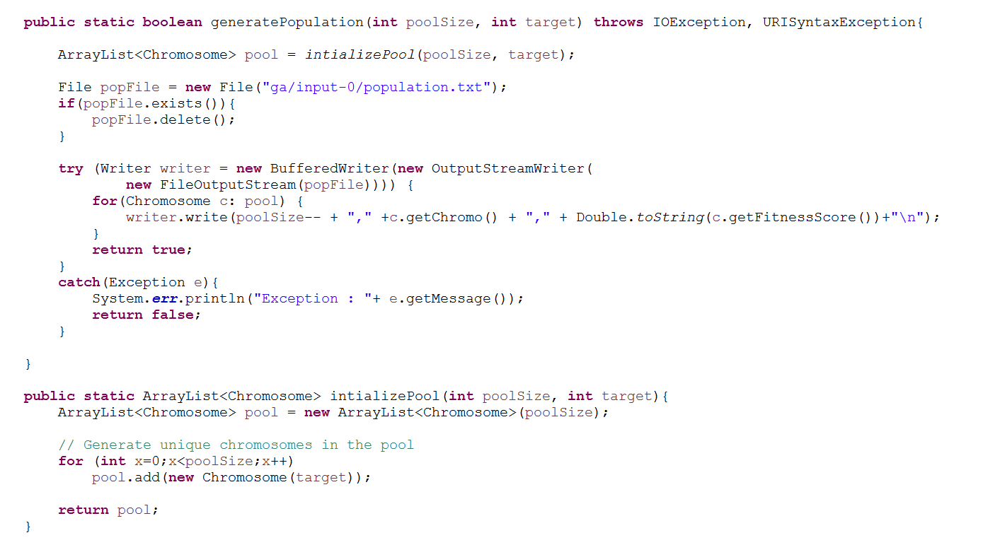 public static boolean generatePopulation(int poolSize, int target) throws IOException, URISyntaxException{
ArrayList<Chromosome> pool = intializePool(poolSize, target);
File popFile = new File("ga/input-0/population.txt");
if(popFile.exists()){
popFile.delete();
}
try (Writer writer = new BufferedWriter(new OutputStreamWriter(
new FileOutputStream(popFile)))) {
for(Chromosome c: pool) {
writer.write(poolSize-- + "," +c.getChromo() + "," + Double.toString(c.getFitnessScore())+"\n");
}
return true;
}
catch(Exception e){
System.err.println("Exception : "+ e.getMessage());
return false;
}
}
public static ArrayList<Chromosome> intializePool(int poolSize, int target){
ArrayList<Chromosome> pool = new ArrayList<Chromosome>(poolSize);
// Generate unique chromosomes in the pool
for (int x=0;x<poolSize;x++)
pool.add(new Chromosome(target));
return pool;
}